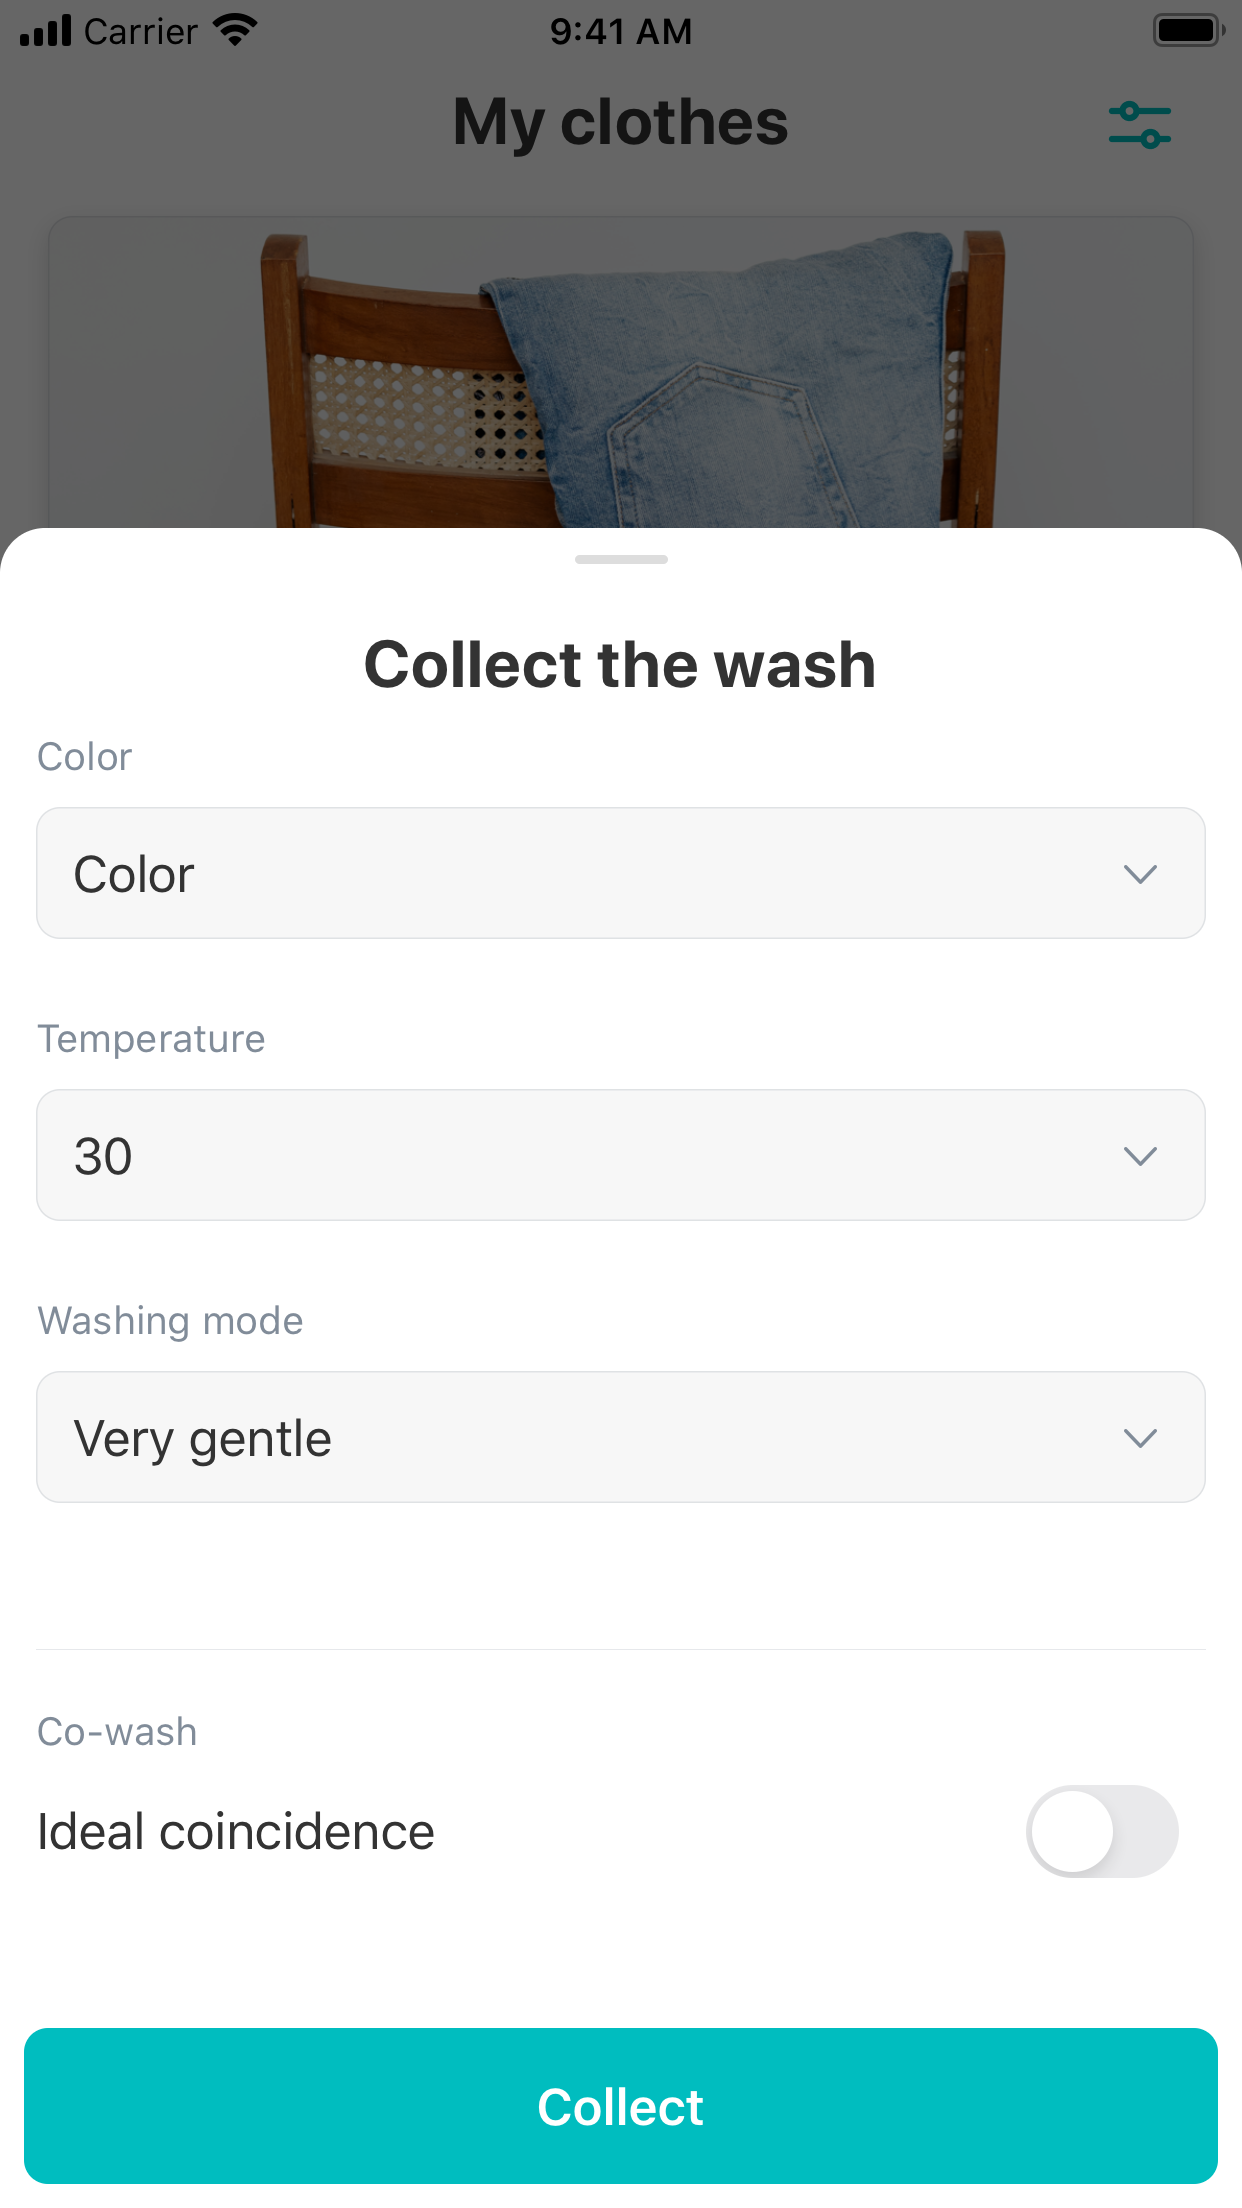 Carrier
9:41 AM
My clothes
Collect the wash
Color
Color
Temperature
30
Washing mode
Very gentle
Co-wash
Ideal coincidence
Collect